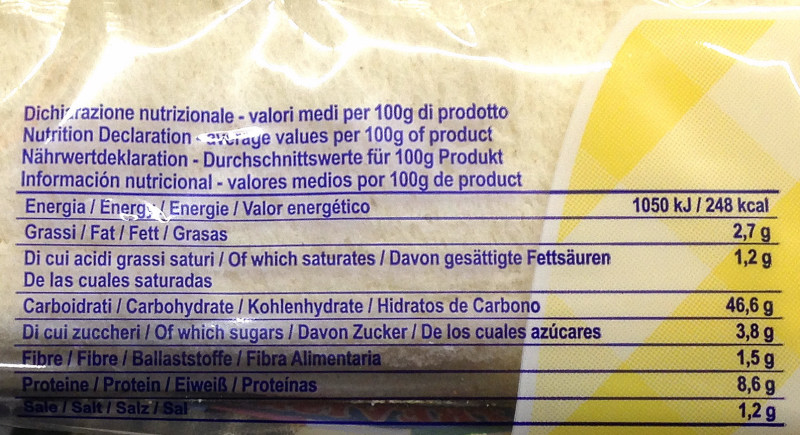 Dichiarazione nutrizionale - valori medi per 100g di prodotto
Nutrition Declaration - average values per 100g of product
Nährwertdeklaration - Durchschnittswerte für 100g Produkt
Información nutricional - valores medios por 100g de product
Energia / Energy / Energie / Valor energético 1050 kJ / 248 kcal
Grassi / Fat / Fett / Grasas 2,7 g
Di cui acidi grassi saturi / Of which saturates / Davon gesättigte Fettsäuren 1,2 g
De las cuales saturadas
Carboidrati / Carbohydrate / Kohlenhydrate / Hidratos de Carbono 46,6 g
Di cui zuccheri / Of which sugars / Davon Zucker / De los cuales azúcares 3,8 g
Fibre / Fibre / Ballaststoffe / Fibra Alimentaria 1,5 g
Proteine / Protein / Eiweiß / Proteínas 8,6 g
Sale / Salt / Salz / Sal 1,2 g